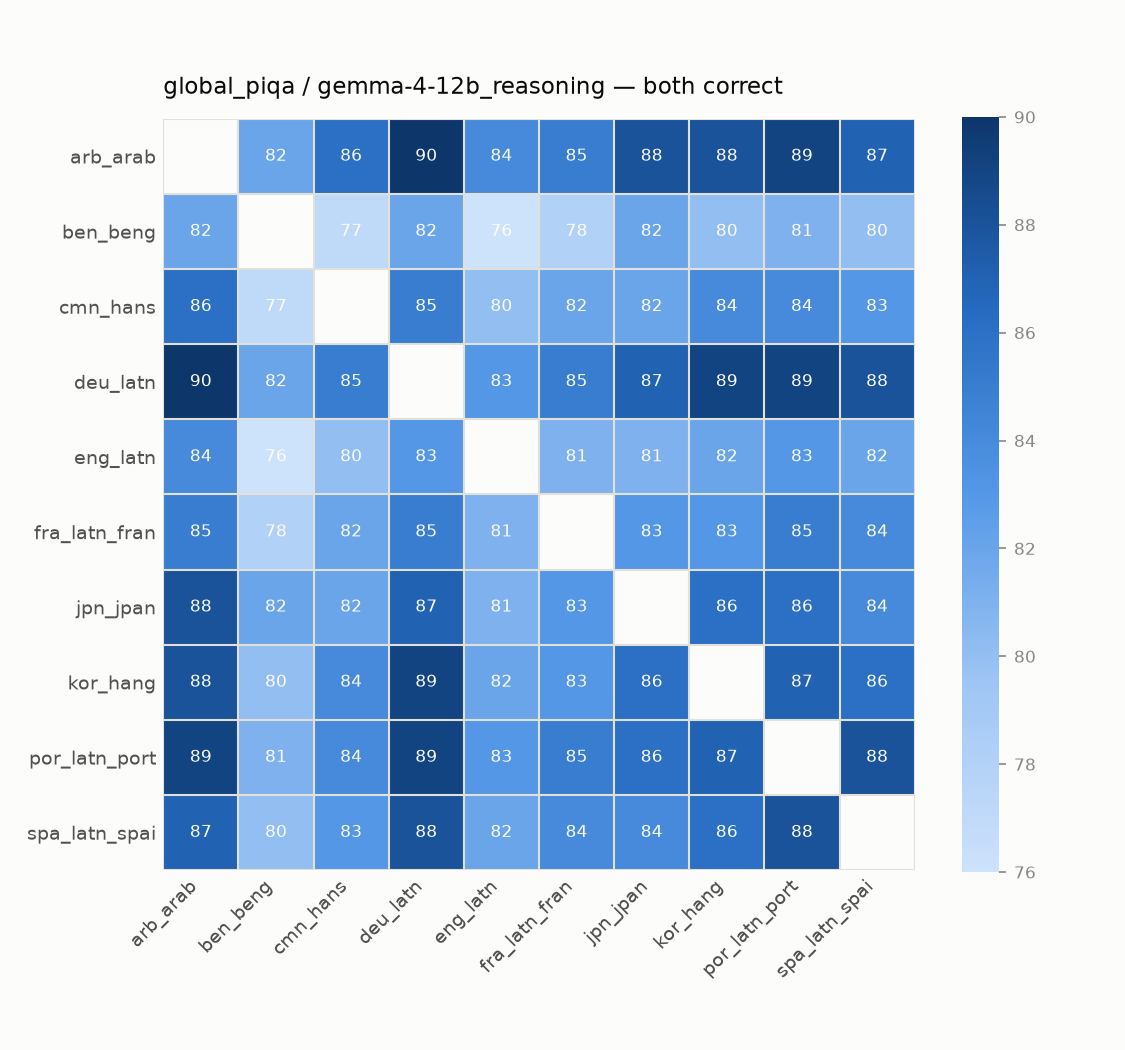 global_piqa / gemma-4-12b_reasoning — both correct
arb_arab 82 86 90 84 85 88 88 89 87
ben_beng 82 77 82 76 78 82 80 81 80
cmn_hans 86 77 85 80 82 82 84 84 83
deu_latn 90 82 85 83 85 87 89 89 88
eng_latn 84 76 80 83 81 81 82 83 82
fra_latn_fran 85 78 82 85 81 83 83 85 84
jpn_jpan 88 82 82 87 81 83 86 86 84
kor_hang 88 80 84 89 82 83 86 87 86
por_latn_port 89 81 84 89 83 85 86 87 88
spa_latn_spai 87 80 83 88 82 84 84 86 88
arb_arab ben_beng cmn_hans deu_latn eng_latn fra_latn_fran jpn_jpan kor_hang por_latn_port spa_latn_spai
90
88
86
84
82
80
78
76